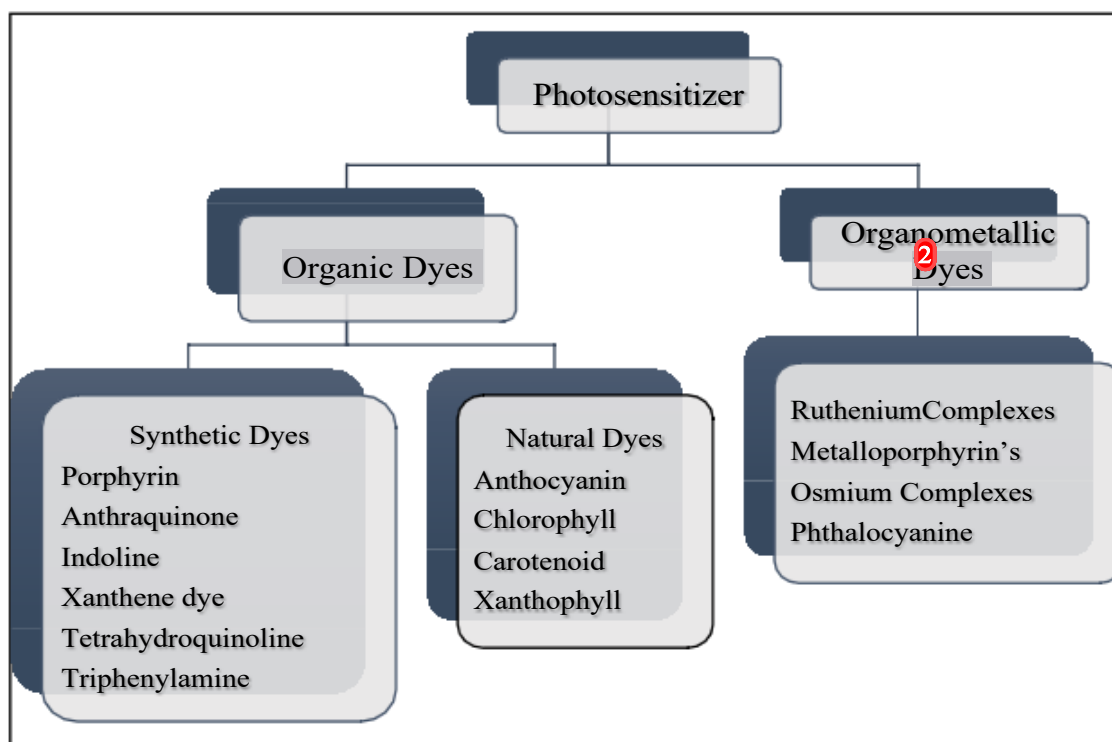 Photosensitizer
Organic Dyes
Organometallic
2
Dyes
Synthetic Dyes
Porphyrin
Anthraquinone
Indoline
Xanthene dye
Tetrahydroquinoline
Triphenylamine
Natural Dyes
Anthocyanin
Chlorophyll
Carotenoid
Xanthophyll
RutheniumComplexes
Metalloporphyrin’s
Osmium Complexes
Phthalocyanine